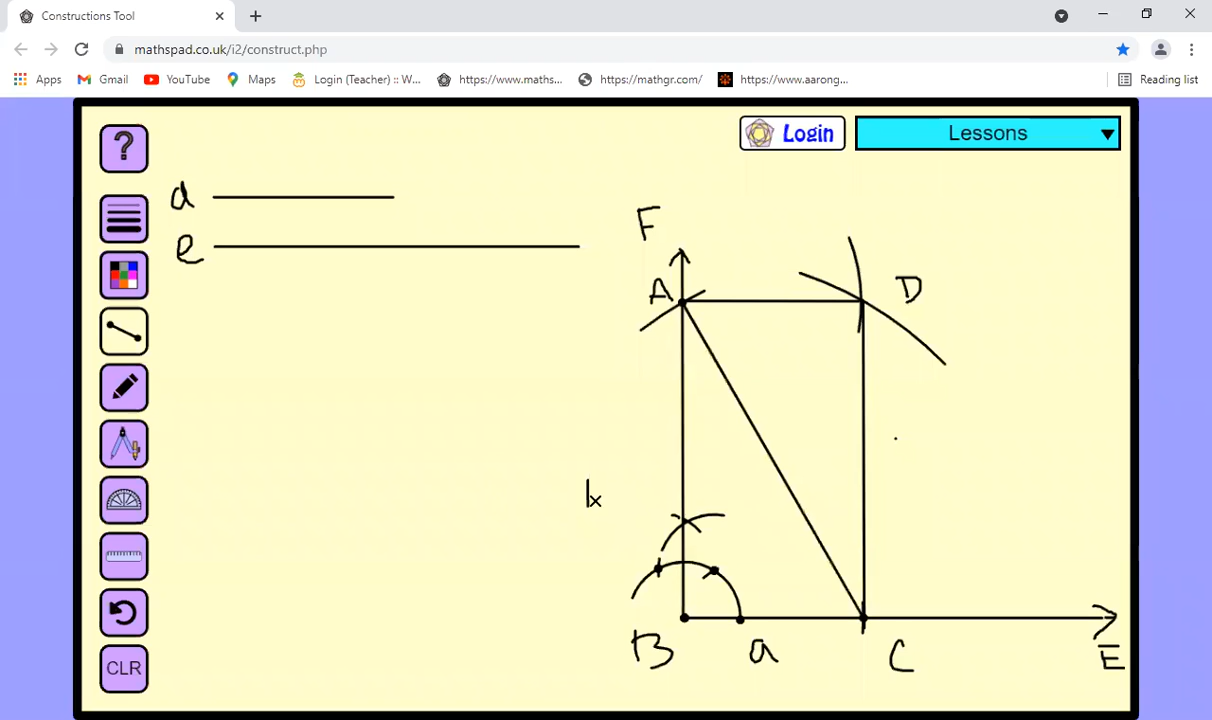 Constructions Tool
mathspad.co.uk/i2/construct.php
Apps Gmail YouTube Maps Login (Teacher) :: W... https://www.maths... https://mathgr.com/ https://www.aarong... Reading list
? Login Lessons
a
e
F
A D
B a C E
CLR